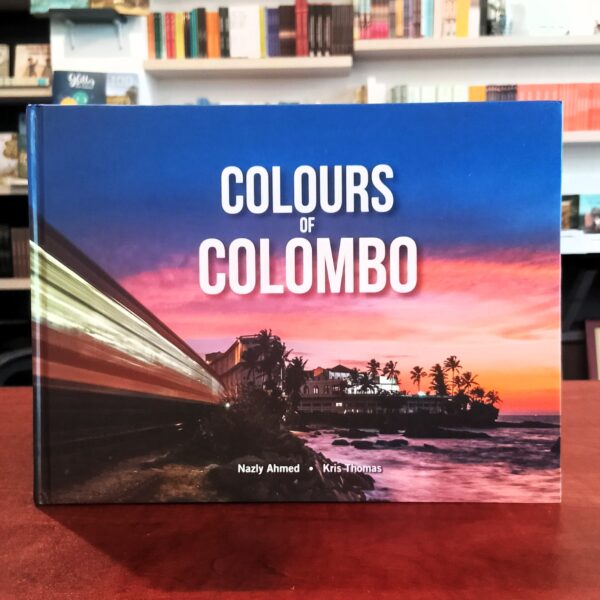 COLOURS
OF
COLOMBO
Nazly Ahmed • Kris Thomas